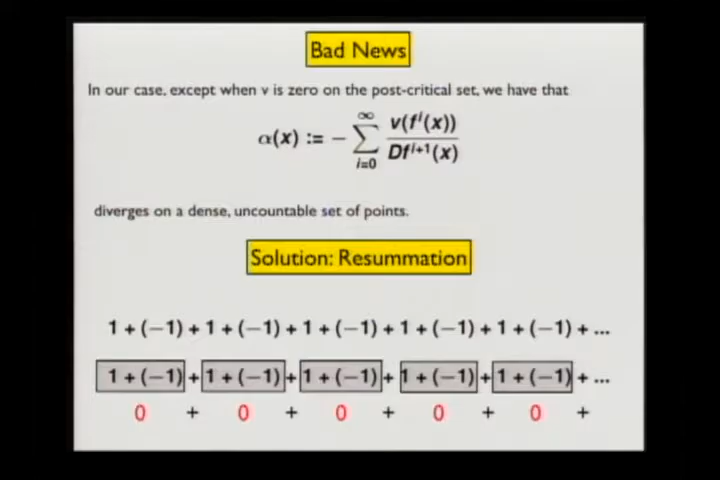 Bad News
In our case, except when v is zero on the post-critical set, we have that
α(x) := − ∑_{i=0}^{∞} v(f^i(x)) / Df^{i+1}(x)
diverges on a dense, uncountable set of points.
Solution: Resummation
1 + (−1) + 1 + (−1) + 1 + (−1) + 1 + (−1) + 1 + (−1) + ...
1 + (−1) + 1 + (−1) + 1 + (−1) + 1 + (−1) + 1 + (−1) + ...
0 + 0 + 0 + 0 + 0 +